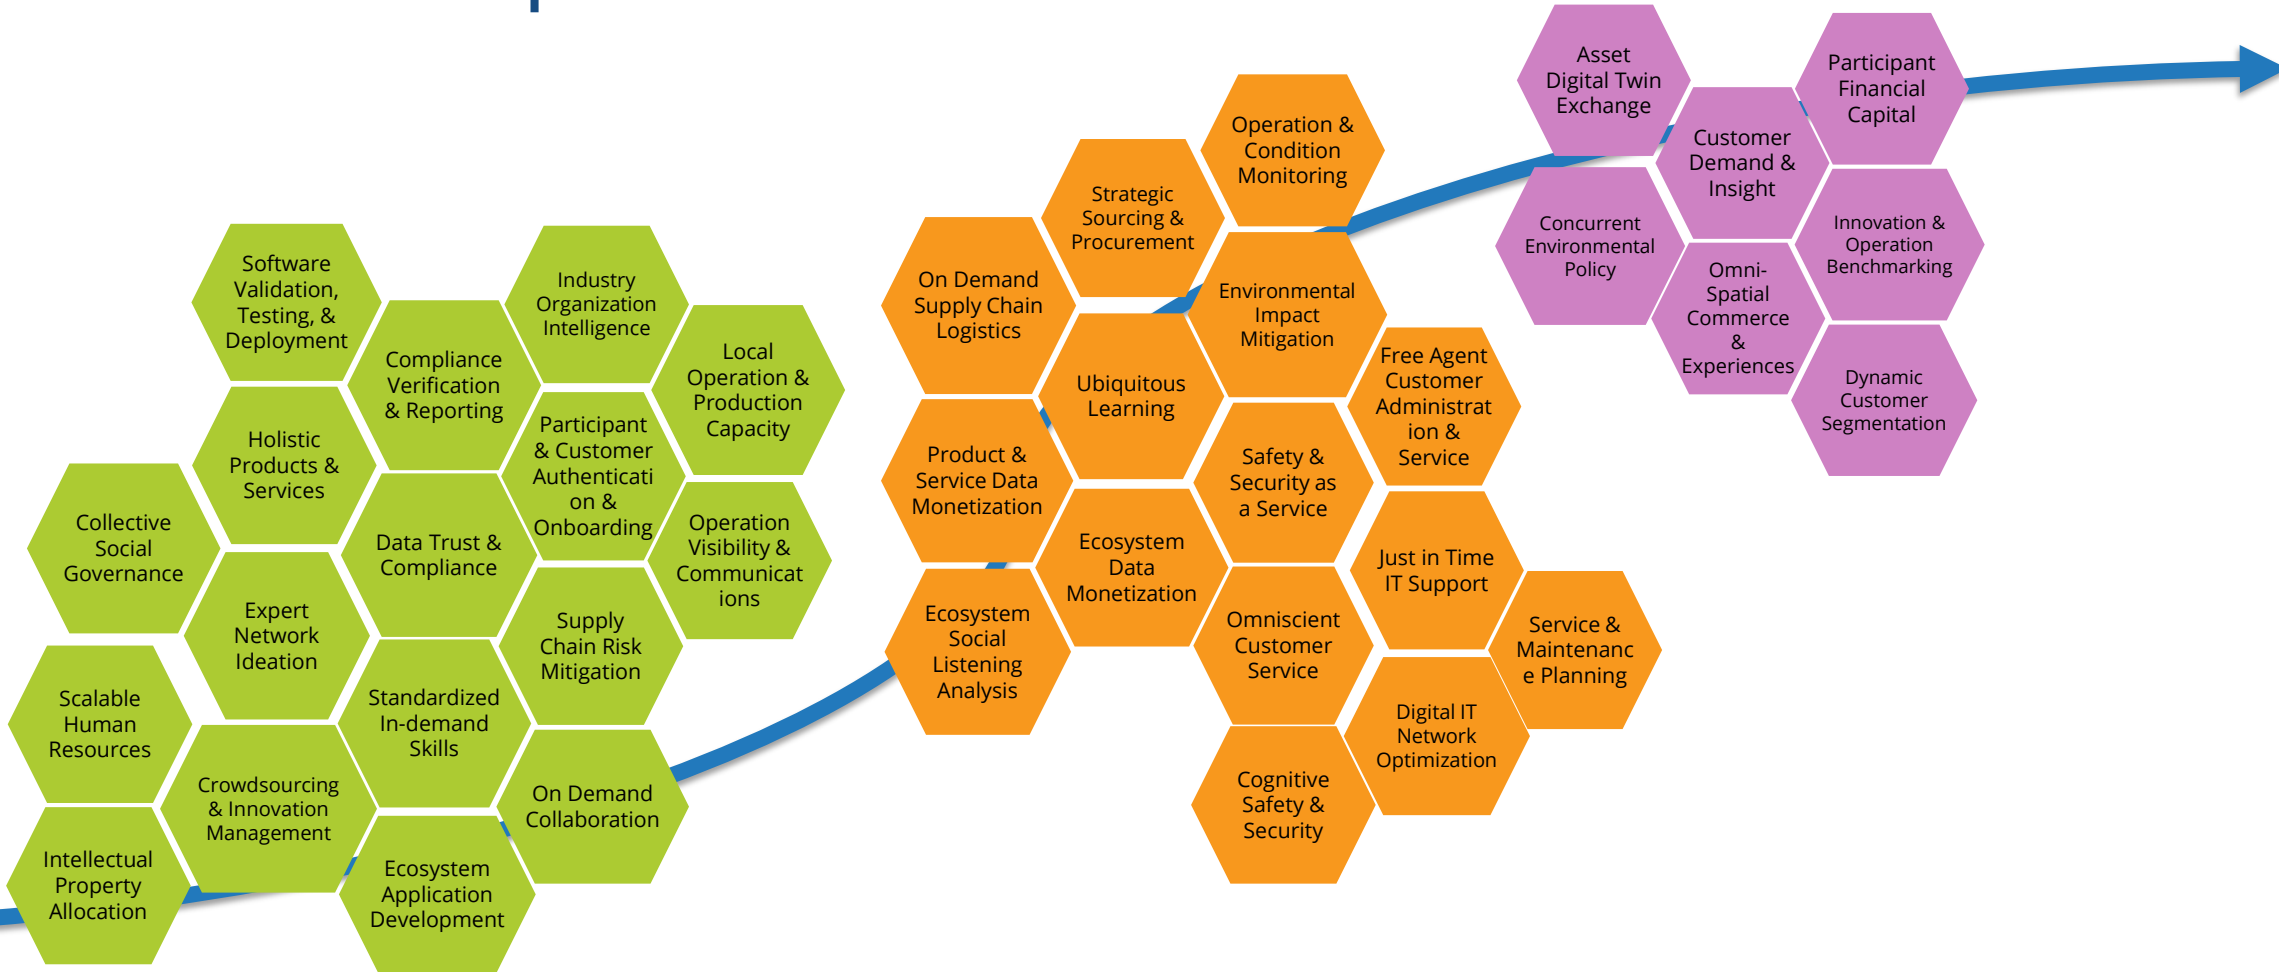 Software
Validation,
Testing, &
Deployment
Industry
Organization
Intelligence
Compliance
Verification
& Reporting
Local
Operation &
Production
Capacity
Holistic
Products &
Services
Participant
& Customer
Authenticati
on &
Onboarding
Collective
Social
Governance
Data Trust &
Compliance
Operation
Visibility &
Communicat
ions
Expert
Network
Ideation
Supply
Chain Risk
Mitigation
Scalable
Human
Resources
Standardized
In-demand
Skills
Crowdsourcing
& Innovation
Management
On Demand
Collaboration
Intellectual
Property
Allocation
Ecosystem
Application
Development
Operation &
Condition
Monitoring
Strategic
Sourcing &
Procurement
On Demand
Supply Chain
Logistics
Environmental
Impact
Mitigation
Ubiquitous
Learning
Free Agent
Customer
Administrat
ion &
Service
Product &
Service Data
Monetization
Safety &
Security as
a Service
Ecosystem
Data
Monetization
Just in Time
IT Support
Ecosystem
Social
Listening
Analysis
Omniscient
Customer
Service
Service &
Maintenanc
e Planning
Digital IT
Network
Optimization
Cognitive
Safety &
Security
Asset
Digital Twin
Exchange
Participant
Financial
Capital
Customer
Demand &
Insight
Concurrent
Environmental
Policy
Innovation &
Operation
Benchmarking
Omni-
Spatial
Commerce
&
Experiences
Dynamic
Customer
Segmentation